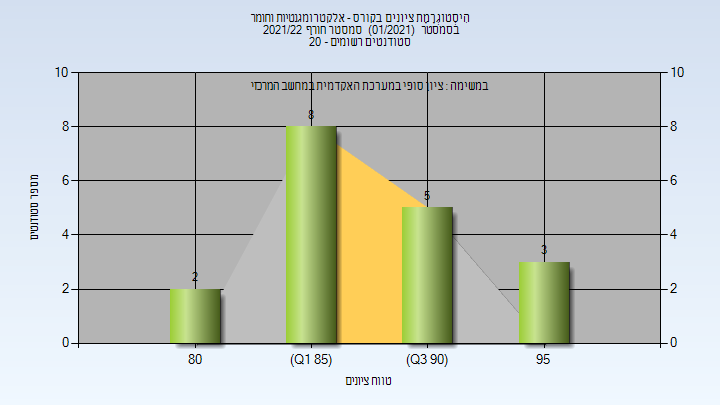 היסטוגרמת ציונים בקורס - אלקטרומגנטיות וחומר
בסמסטר (01/2021) סמסטר חורף 2021/22
סטודנטים רשומים - 20
במשימה : ציון סופי במערכת האקדמית במחשב המרכזי
10 10
8 8 8
6 6
5
4 4
3
2 2 2
0 0
80 (Q1 85) (Q3 90) 95
טווח ציונים
מספר סטודנטים